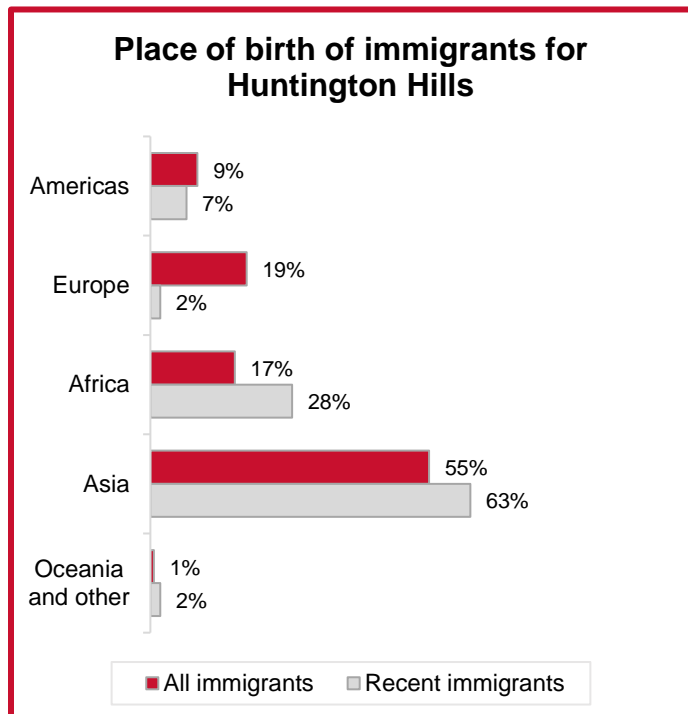 Place of birth of immigrants for
Huntington Hills
Americas
9%
7%
Europe
19%
2%
Africa
17%
28%
Asia
55%
63%
Oceania
and other
1%
2%
All immigrants
Recent immigrants